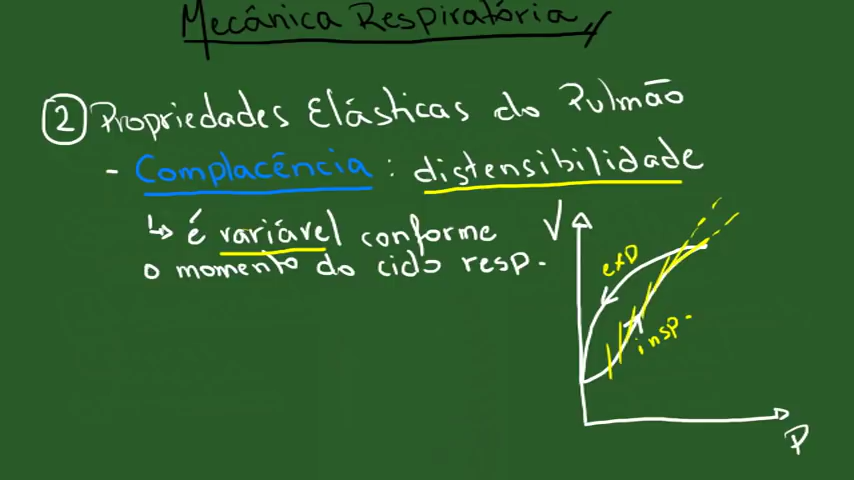 Mecânica Respiratória
2 Propriedades Elásticas do Pulmão
- Complacência : distensibilidade
↳ é variável conforme
o momento do ciclo resp.
V
exp
insp.
P